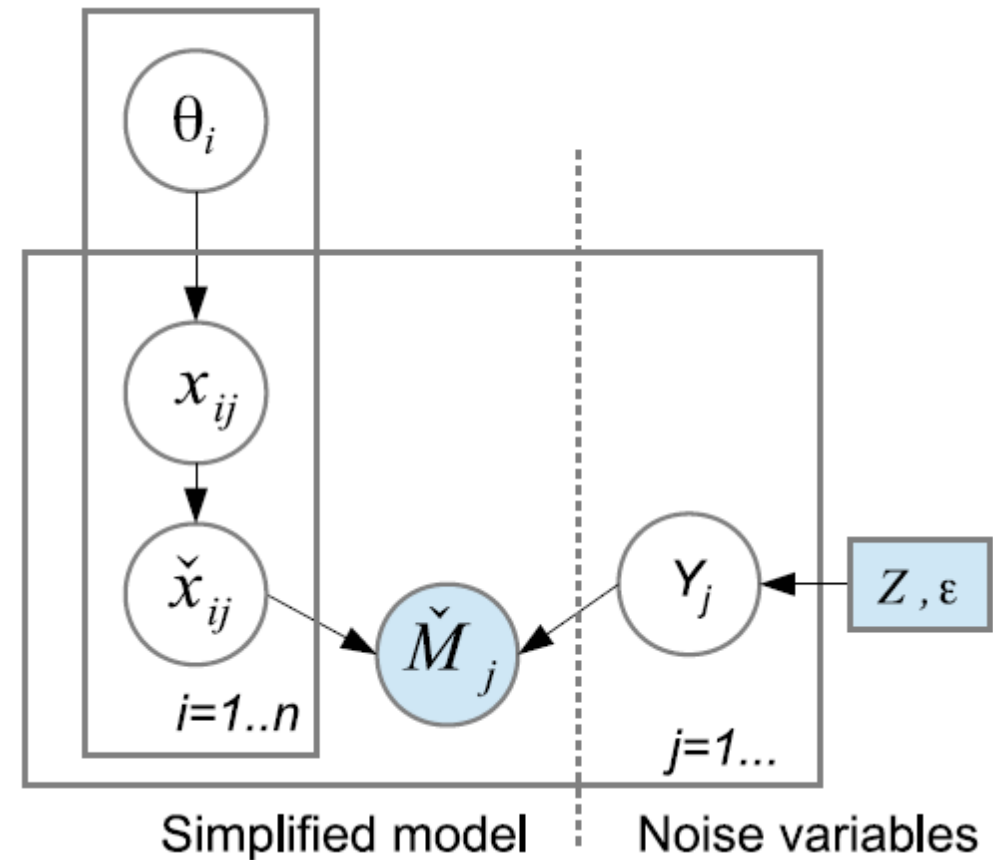 θi
xij
x̌ij
M̌j
Yj
Z , ε
i=1..n
j=1...
Simplified model
Noise variables